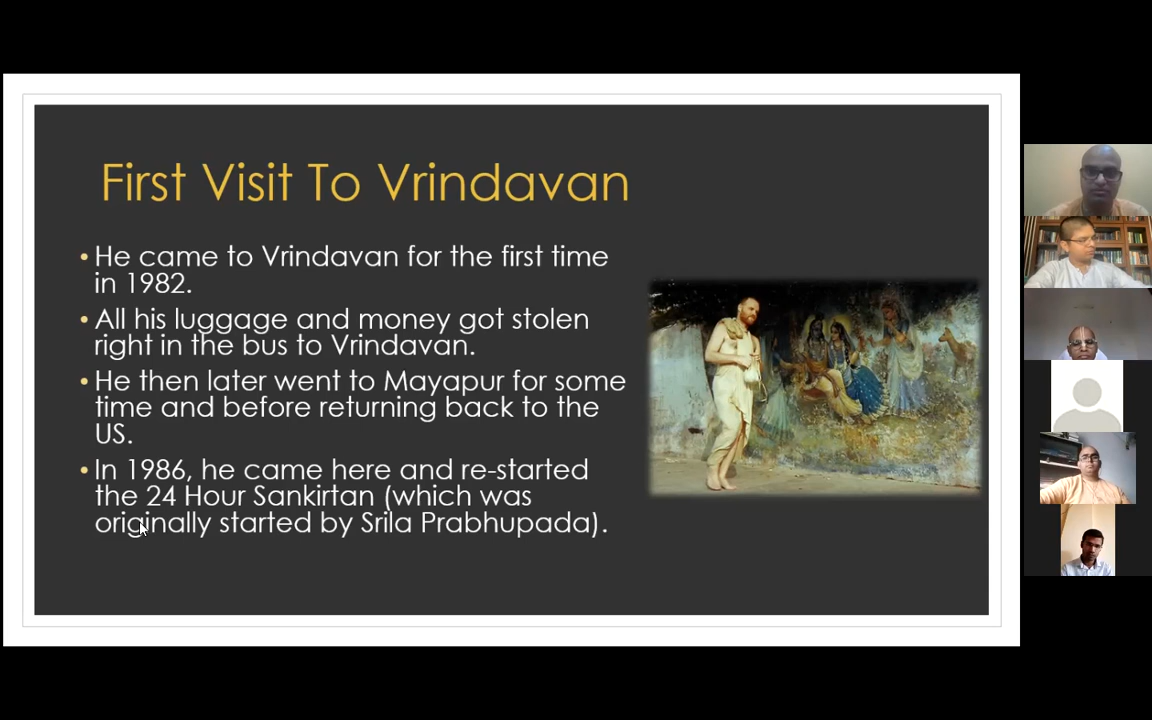 First Visit To Vrindavan
• He came to Vrindavan for the first time
in 1982.
• All his luggage and money got stolen
right in the bus to Vrindavan.
• He then later went to Mayapur for some
time and before returning back to the
US.
• In 1986, he came here and re-started
the 24 Hour Sankirtan (which was
originally started by Srila Prabhupada).